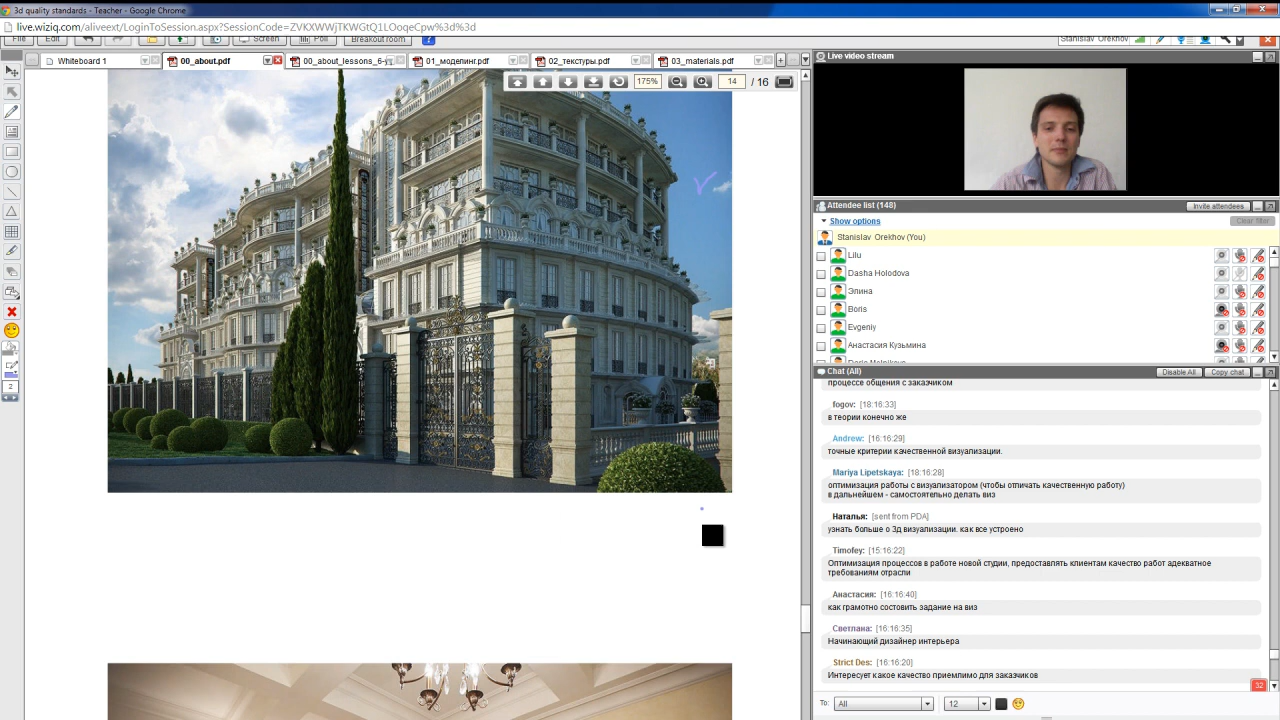 3d quality standards - Teacher - Google Chrome
live.wiziq.com/aliveext/LoginToSession.aspx?SessionCode=ZVKXWWjTKWGtQ1LOoqeCpw%3d%3d
File Edit Screen Poll Breakout room ?
Stanislav Orekhov
Whiteboard 1 00_about.pdf 00_about_lessons_6-у 01_моделинг.pdf 02_текстуры.pdf 03_materials.pdf
175% 14 / 16
Live video stream
Attendee list (148)
Invite attendees
Show options
Clear filter
Stanislav Orekhov (You)
Lilu
Dasha Holodova
Элина
Boris
Evgeniy
Анастасия Кузьмина
2
Chat (All)
Disable All Copy chat
процессе общения с заказчиком
fogov: [18:16:33]
в теории конечно же
Andrew: [16:16:29]
точные критерии качественной визуализации.
Mariya Lipetskaya: [18:16:28]
оптимизация работы с визуализатором (чтобы отличать качественную работу)
в дальнейшем - самостоятельно делать виз
Наталья: [sent from PDA]
узнать больше о 3д визуализации. как все устроено
Timofey: [15:16:22]
Оптимизация процессов в работе новой студии, предоставлять клиентам качество работ адекватное
требованиям отрасли
Анастасия: [16:16:40]
как грамотно состовить задание на виз
Светлана: [16:16:35]
Начинающий дизайнер интерьера
Strict Des: [16:16:20]
Интересует какое качество приемлимо для заказчиков
32
To: All 12